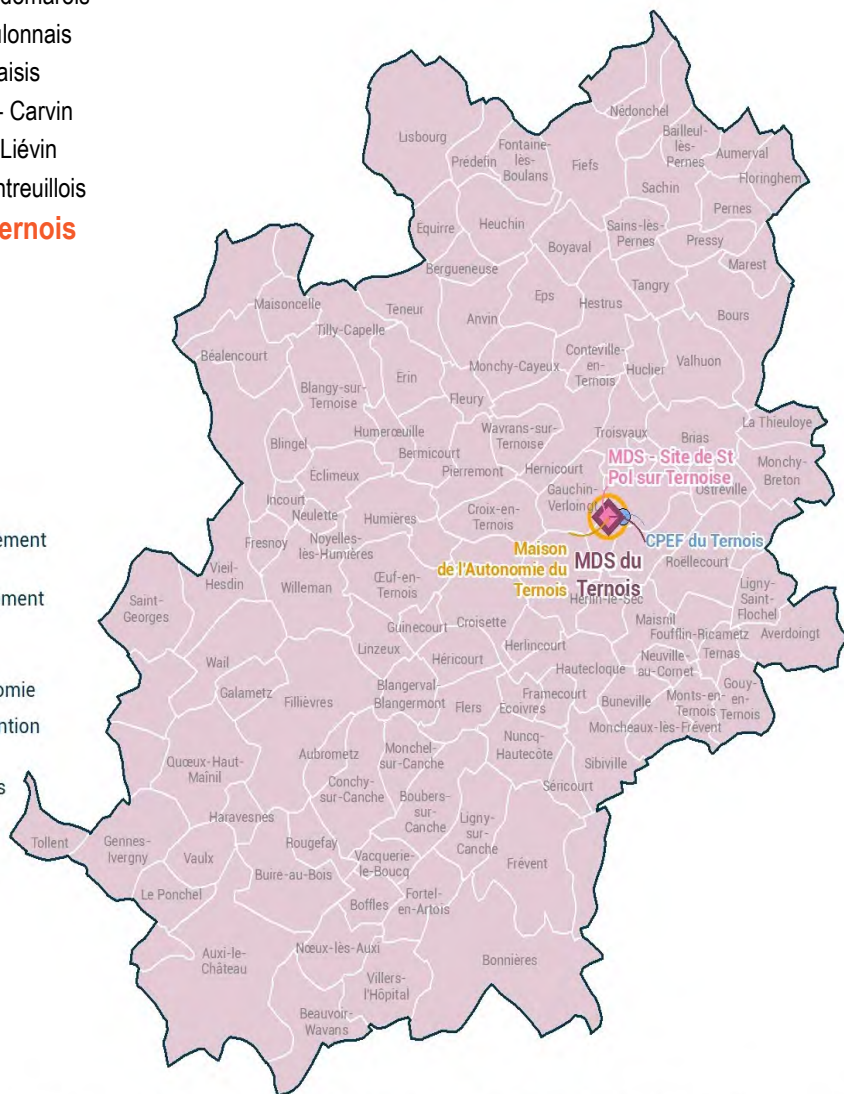 ulonnais
aisis
- Carvin
Liévin
ntreuillois
ernois
ement
ement
omie
ention
s
Nédonchel
Lisbourg
Prédefin
Fontaine-
lès-
Boulans
Fiefs
Bailleul-
lès-
Pernes
Aumerval
Floringhem
Sachin
Pernes
Equirre
Heuchin
Sains-lès-
Pernes
Pressy
Boyaval
Marest
Bergueneuse
Tangry
Eps
Hestrus
Bours
Maisoncelle
Teneur
Anvin
Tilly-Capelle
Béalencourt
Monchy-Cayeux
Conteville-
en-
Ternois
Huclier
Valhuon
Erin
Blangy-sur-
Ternoise
Fleury
La Thieuloye
Humerœuille
Wavrans-sur-
Ternoise
Troisvaux
Brias
Blingel
Bermicourt
MDS - Site de St
Pol sur Ternoise
Monchy-
Breton
Pierremont
Hernicourt
Eclimeux
Ostreville
Gauchin-
Verloingt
Incourt
Neulette
Humières
Croix-en-
Ternois
Fresnoy
Noyelles-
lès-Humières
CPEF du Ternois
Maison
de l'Autonomie du
Ternois
MDS du
Ternois
Roëllecourt
Vieil-
Hesdin
Willeman
Œuf-en-
Ternois
Ligny-
Saint-
Flochel
Saint-
Georges
Herlin-le-Sec
Guinecourt
Croisette
Maisnil
Foufflin-Ricametz
Averdoingt
Linzeux
Herlincourt
Neuville-
au-Cornet
Ternas
Wail
Héricourt
Hautecloque
Galametz
Fillièvres
Blangerval
Blangermont
Flers
Ecoivres
Framecourt
Buneville
Monts-en-
Ternois
Gouy-
en-
Ternois
Moncheaux-lès-Frévent
Nuncq-
Hautecôte
Aubrometz
Monchel-
sur-Canche
Sibiville
Quœux-Haut-
Maînil
Conchy-
sur-Canche
Séricourt
Boubers-
sur-
Canche
Ligny-
sur-
Canche
Haravesnes
Tollent
Gennes-
Ivergny
Vaulx
Rougefay
Vacquerie-
le-Boucq
Frévent
Buire-au-Bois
Le Ponchel
Boffles
Fortel-
en-Artois
Auxi-le-
Château
Nœux-lès-Auxi
Bonnières
Villers-
l'Hôpital
Beauvoir-
Wavans